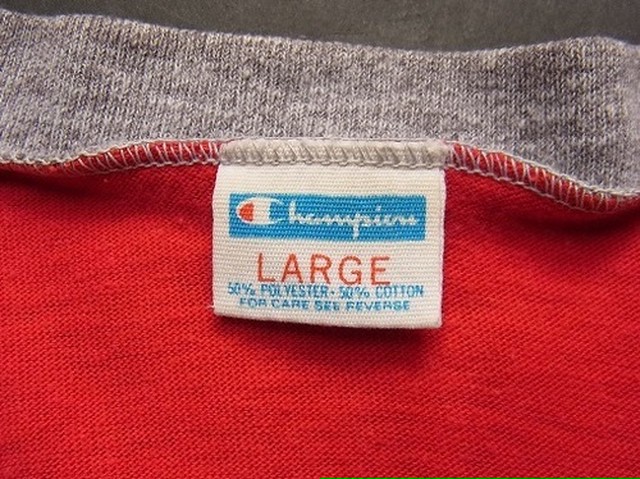 Champion
LARGE
50% POLYESTER - 50% COTTON
FOR CARE SEE REVERSE